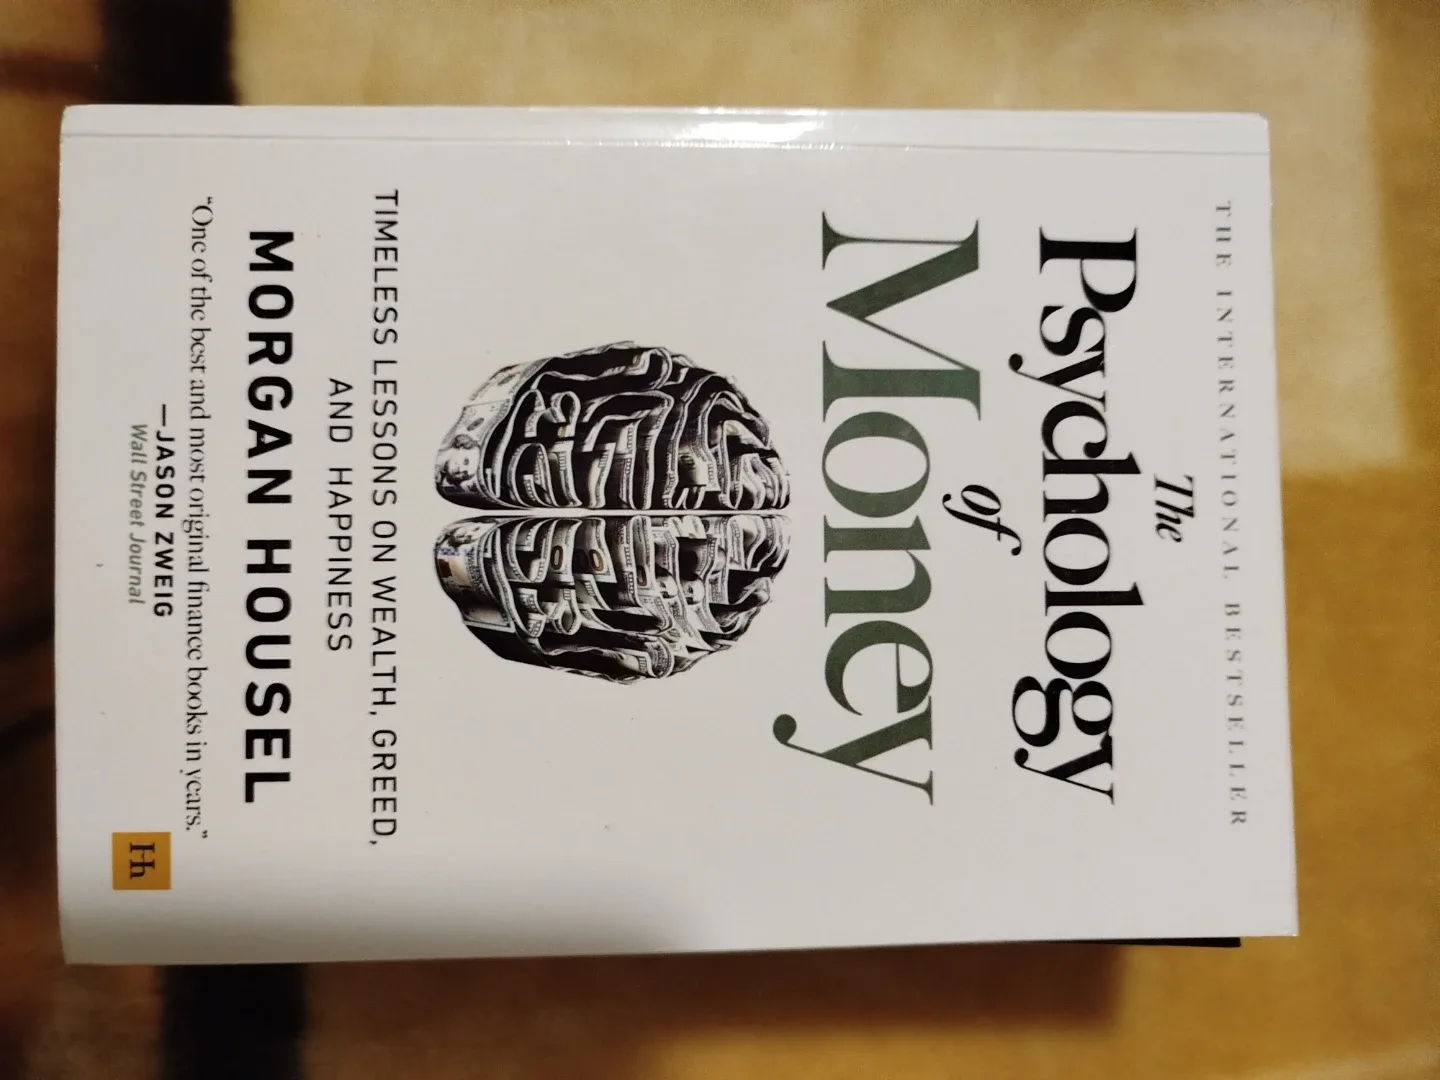 THE INTERNATIONAL BESTSELLER
The
Psychology
of
Money
TIMELESS LESSONS ON WEALTH, GREED,
AND HAPPINESS
MORGAN HOUSEL
“One of the best and most original finance books in years.”
—JASON ZWEIG
Wall Street Journal
Hh